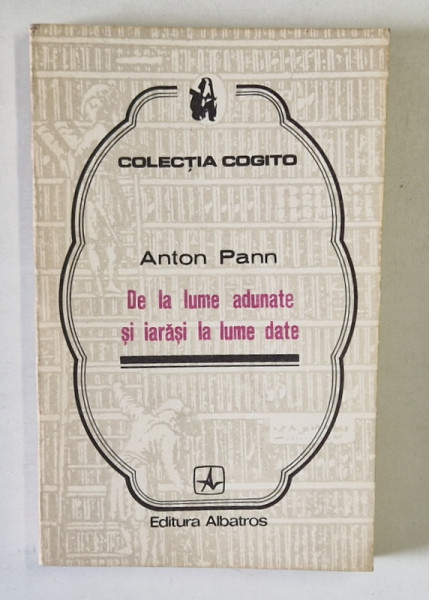 COLECȚIA COGITO
Anton Pann
De la lume adunate
și iarăși la lume date
Editura Albatros